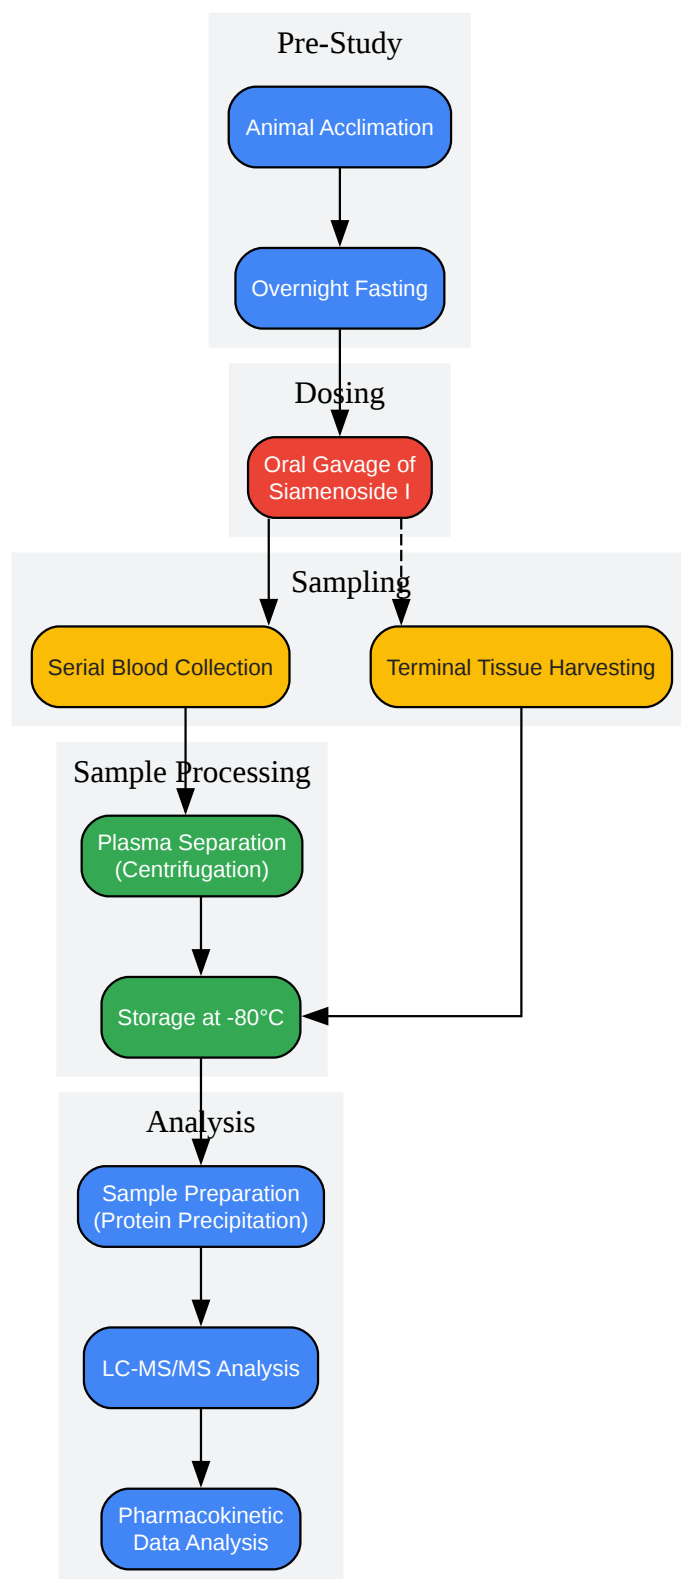 Pre-Study
Animal Acclimation
Overnight Fasting
Dosing
Oral Gavage of
Siamenoside I
Sampling
Serial Blood Collection
Terminal Tissue Harvesting
Sample Processing
Plasma Separation
(Centrifugation)
Storage at -80°C
Analysis
Sample Preparation
(Protein Precipitation)
LC-MS/MS Analysis
Pharmacokinetic
Data Analysis